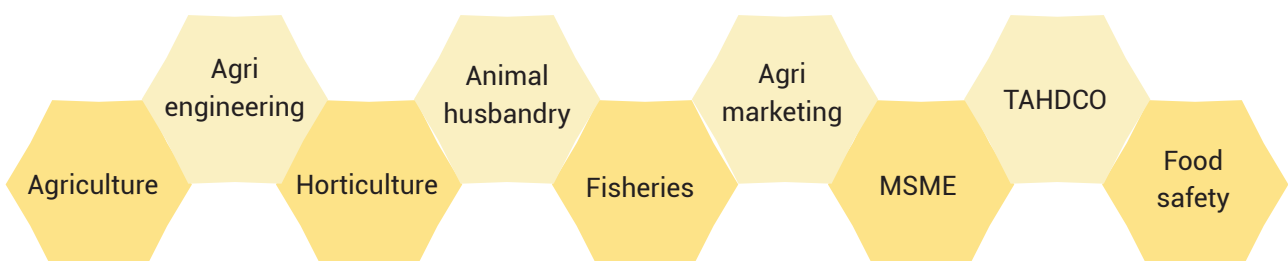 Agriculture
Agri
engineering
Horticulture
Animal
husbandry
Fisheries
Agri
marketing
MSME
TAHDCO
Food
safety